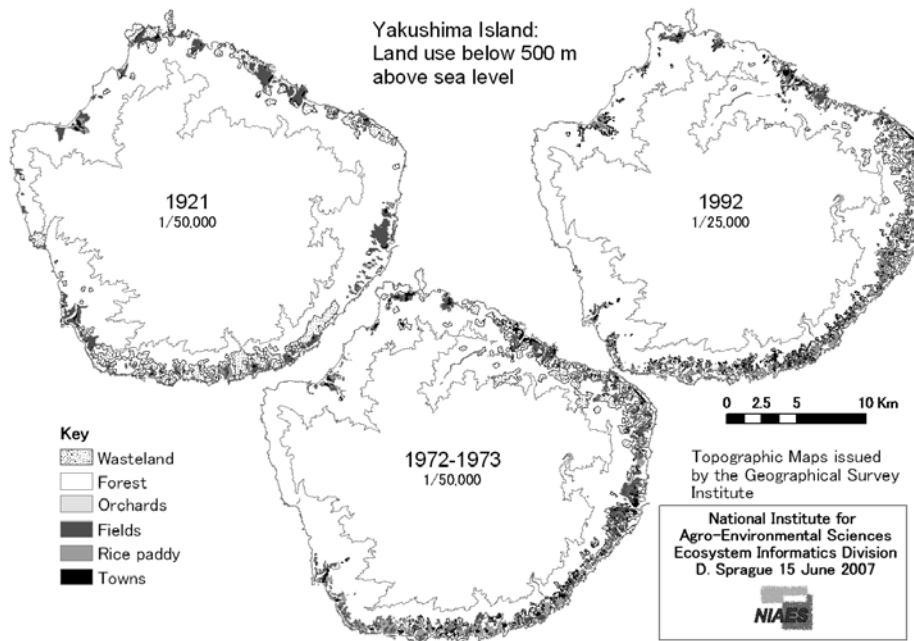 Yakushima Island:
Land use below 500 m
above sea level
1921
1/50,000
1992
1/25,000
1972-1973
1/50,000
0 2.5 5 10 Km
Key
Wasteland
Forest
Orchards
Fields
Rice paddy
Towns
Topographic Maps issued
by the Geographical Survey
Institute
National Institute for
Agro-Environmental Sciences
Ecosystem Informatics Division
D. Sprague 15 June 2007
NIAES